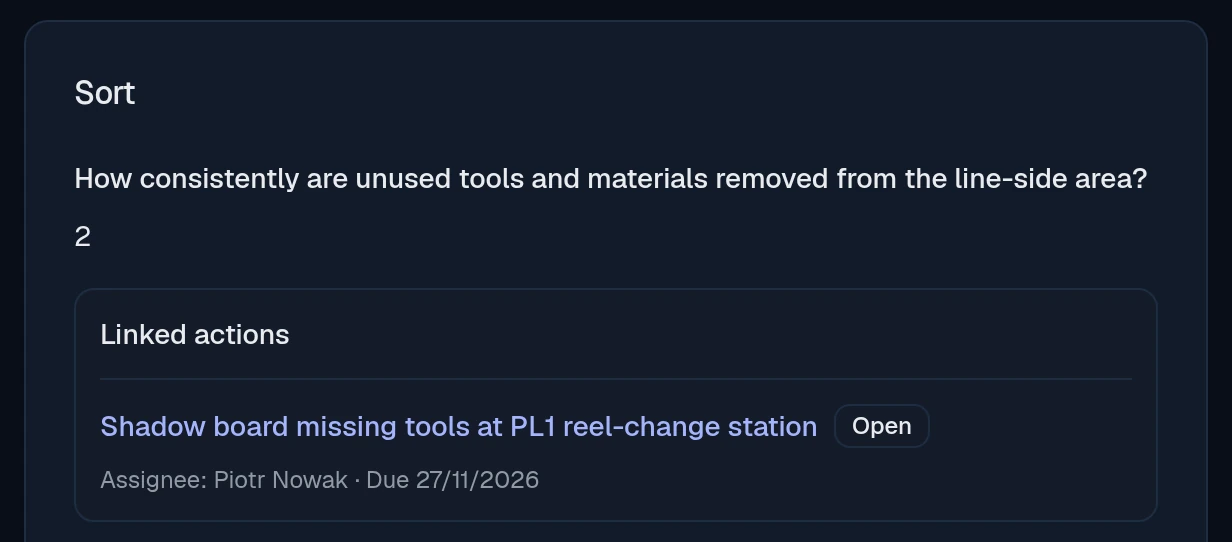 Sort
How consistently are unused tools and materials removed from the line-side area?
2
Linked actions
Shadow board missing tools at PL1 reel-change station Open
Assignee: Piotr Nowak · Due 27/11/2026